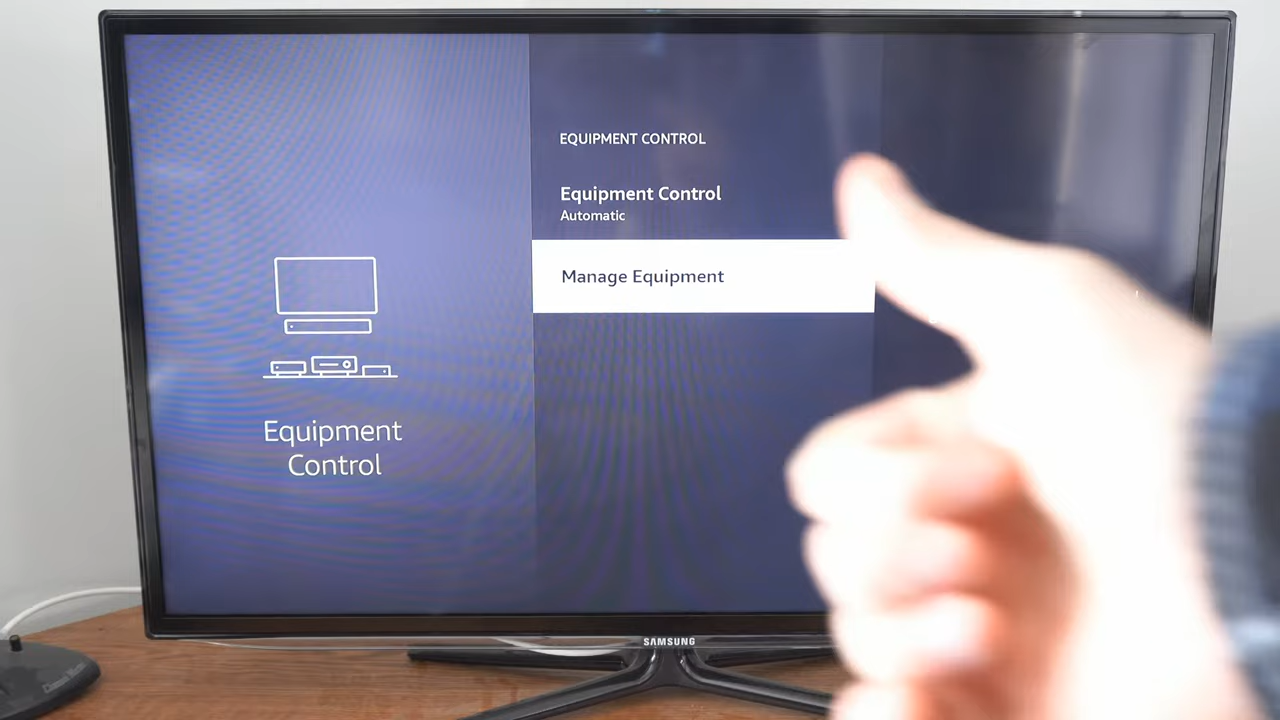 EQUIPMENT CONTROL
Equipment Control
Automatic
Manage Equipment
Equipment
Control
SAMSUNG